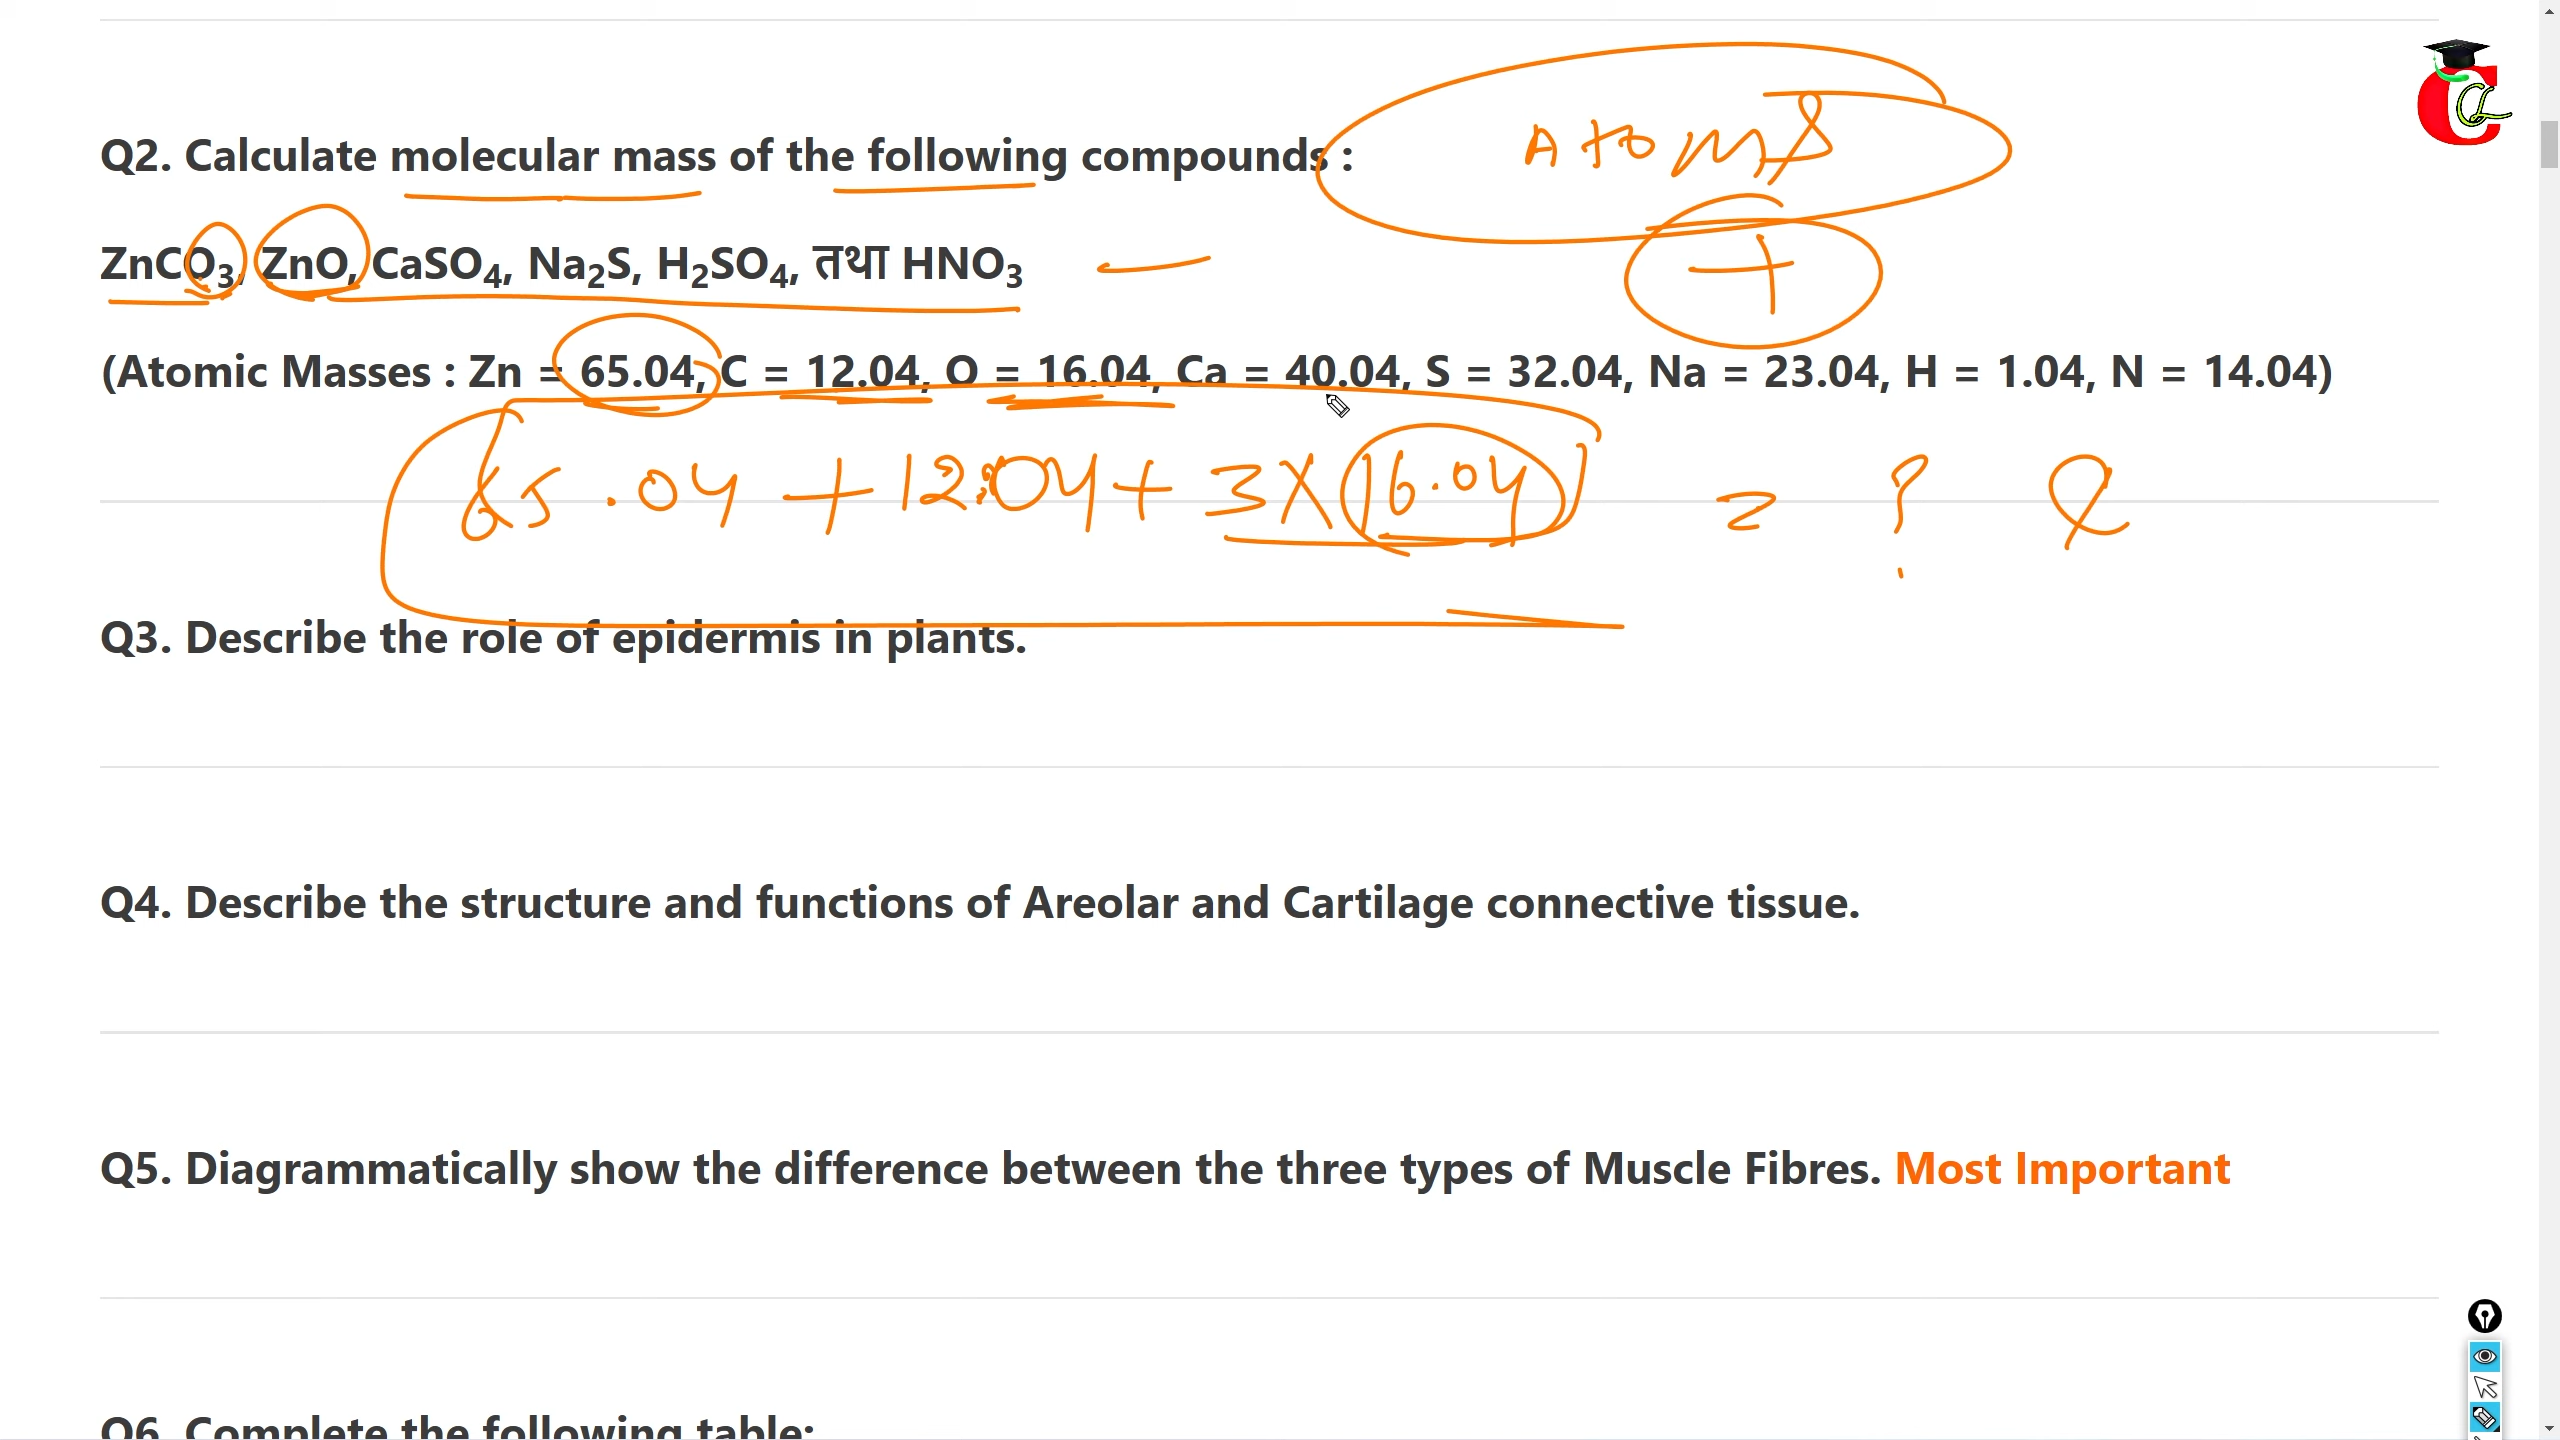 Atoms
Q2. Calculate molecular mass of the following compounds :
+
ZnCO₃, ZnO, CaSO₄, Na₂S, H₂SO₄, तथा HNO₃
(Atomic Masses : Zn = 65.04, C = 12.04, O = 16.04, Ca = 40.04, S = 32.04, Na = 23.04, H = 1.04, N = 14.04)
65.04 + 12.04 + 3X16.04 = ?
Q3. Describe the role of epidermis in plants.
Q4. Describe the structure and functions of Areolar and Cartilage connective tissue.
Q5. Diagrammatically show the difference between the three types of Muscle Fibres. Most Important
Q6. Complete the following table: